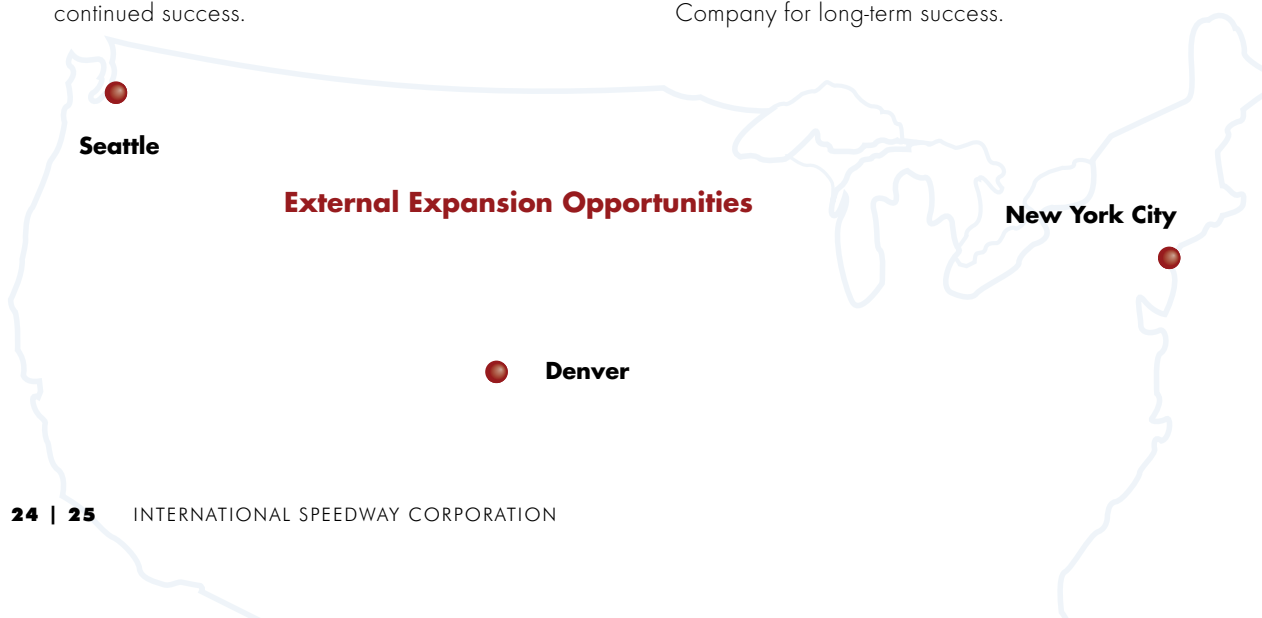 continued success.
Company for long-term success.
Seattle
External Expansion Opportunities
New York City
Denver
24 | 25 INTERNATIONAL SPEEDWAY CORPORATION